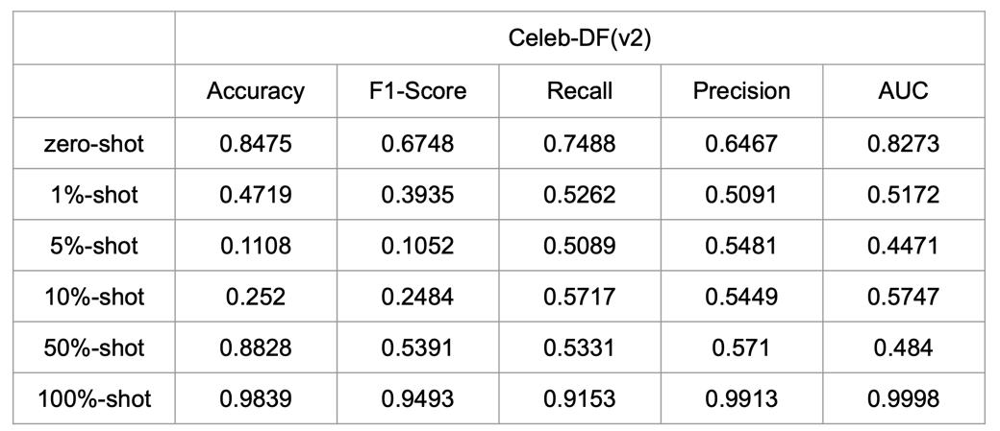 Celeb-DF(v2)
Accuracy F1-Score Recall Precision AUC
zero-shot 0.8475 0.6748 0.7488 0.6467 0.8273
1%-shot 0.4719 0.3935 0.5262 0.5091 0.5172
5%-shot 0.1108 0.1052 0.5089 0.5481 0.4471
10%-shot 0.252 0.2484 0.5717 0.5449 0.5747
50%-shot 0.8828 0.5391 0.5331 0.571 0.484
100%-shot 0.9839 0.9493 0.9153 0.9913 0.9998